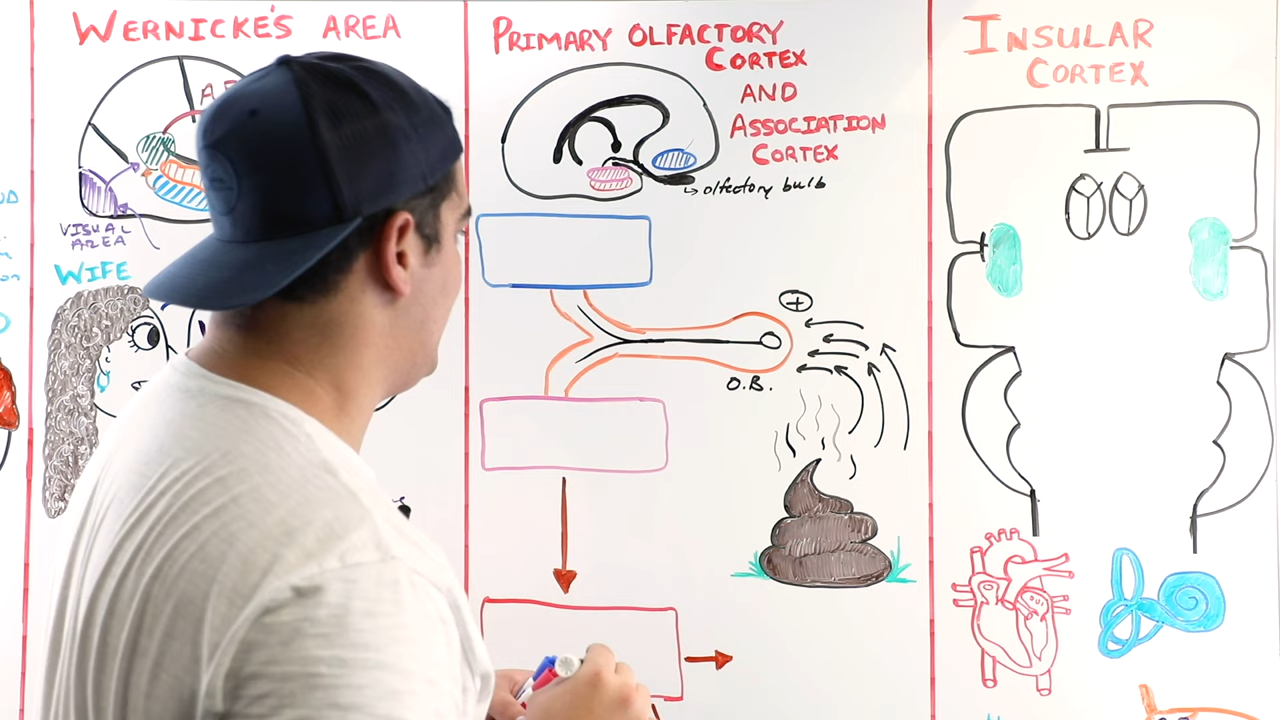 WERNICKE'S AREA
VISUAL
AREA
WIFE
PRIMARY OLFACTORY
CORTEX
AND
ASSOCIATION
CORTEX
olfactory bulb
+
O.B.
INSULAR
CORTEX